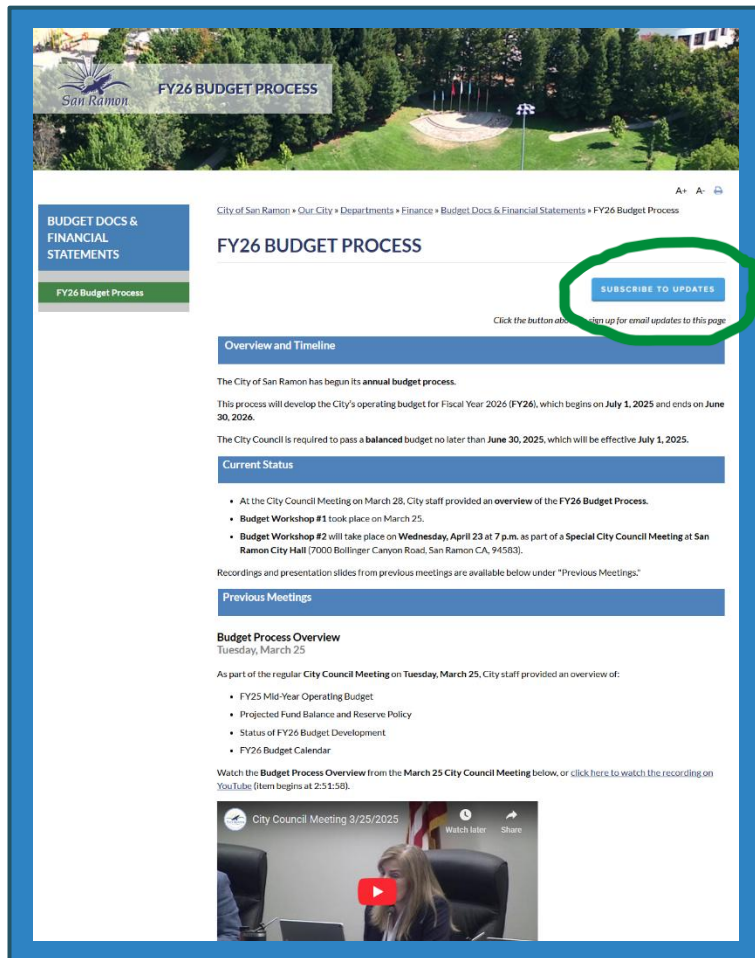 San Ramon
FY26 BUDGET PROCESS
A+ A-
City of San Ramon » Our City » Departments » Finance » Budget Docs & Financial Statements » FY26 Budget Process
BUDGET DOCS &
FINANCIAL
STATEMENTS
FY26 Budget Process
FY26 BUDGET PROCESS
SUBSCRIBE TO UPDATES
Click the button sign up for email updates to this page
Overview and Timeline
The City of San Ramon has begun its annual budget process.
This process will develop the City's operating budget for Fiscal Year 2026 (FY26), which begins on July 1, 2025 and ends on June
30, 2026.
The City Council is required to pass a balanced budget no later than June 30, 2025, which will be effective July 1, 2025.
Current Status
• At the City Council Meeting on March 28, City staff provided an overview of the FY26 Budget Process.
• Budget Workshop #1 took place on March 25.
• Budget Workshop #2 will take place on Wednesday, April 23 at 7 p.m. as part of a Special City Council Meeting at San
Ramon City Hall (7000 Bollinger Canyon Road, San Ramon CA, 94583).
Recordings and presentation slides from previous meetings are available below under "Previous Meetings."
Previous Meetings
Budget Process Overview
Tuesday, March 25
As part of the regular City Council Meeting on Tuesday, March 25, City staff provided an overview of:
• FY25 Mid-Year Operating Budget
• Projected Fund Balance and Reserve Policy
• Status of FY26 Budget Development
• FY26 Budget Calendar
Watch the Budget Process Overview from the March 25 City Council Meeting below, or click here to watch the recording on
YouTube (item begins at 2:51:58).
City Council Meeting 3/25/2025
Watch later
Share